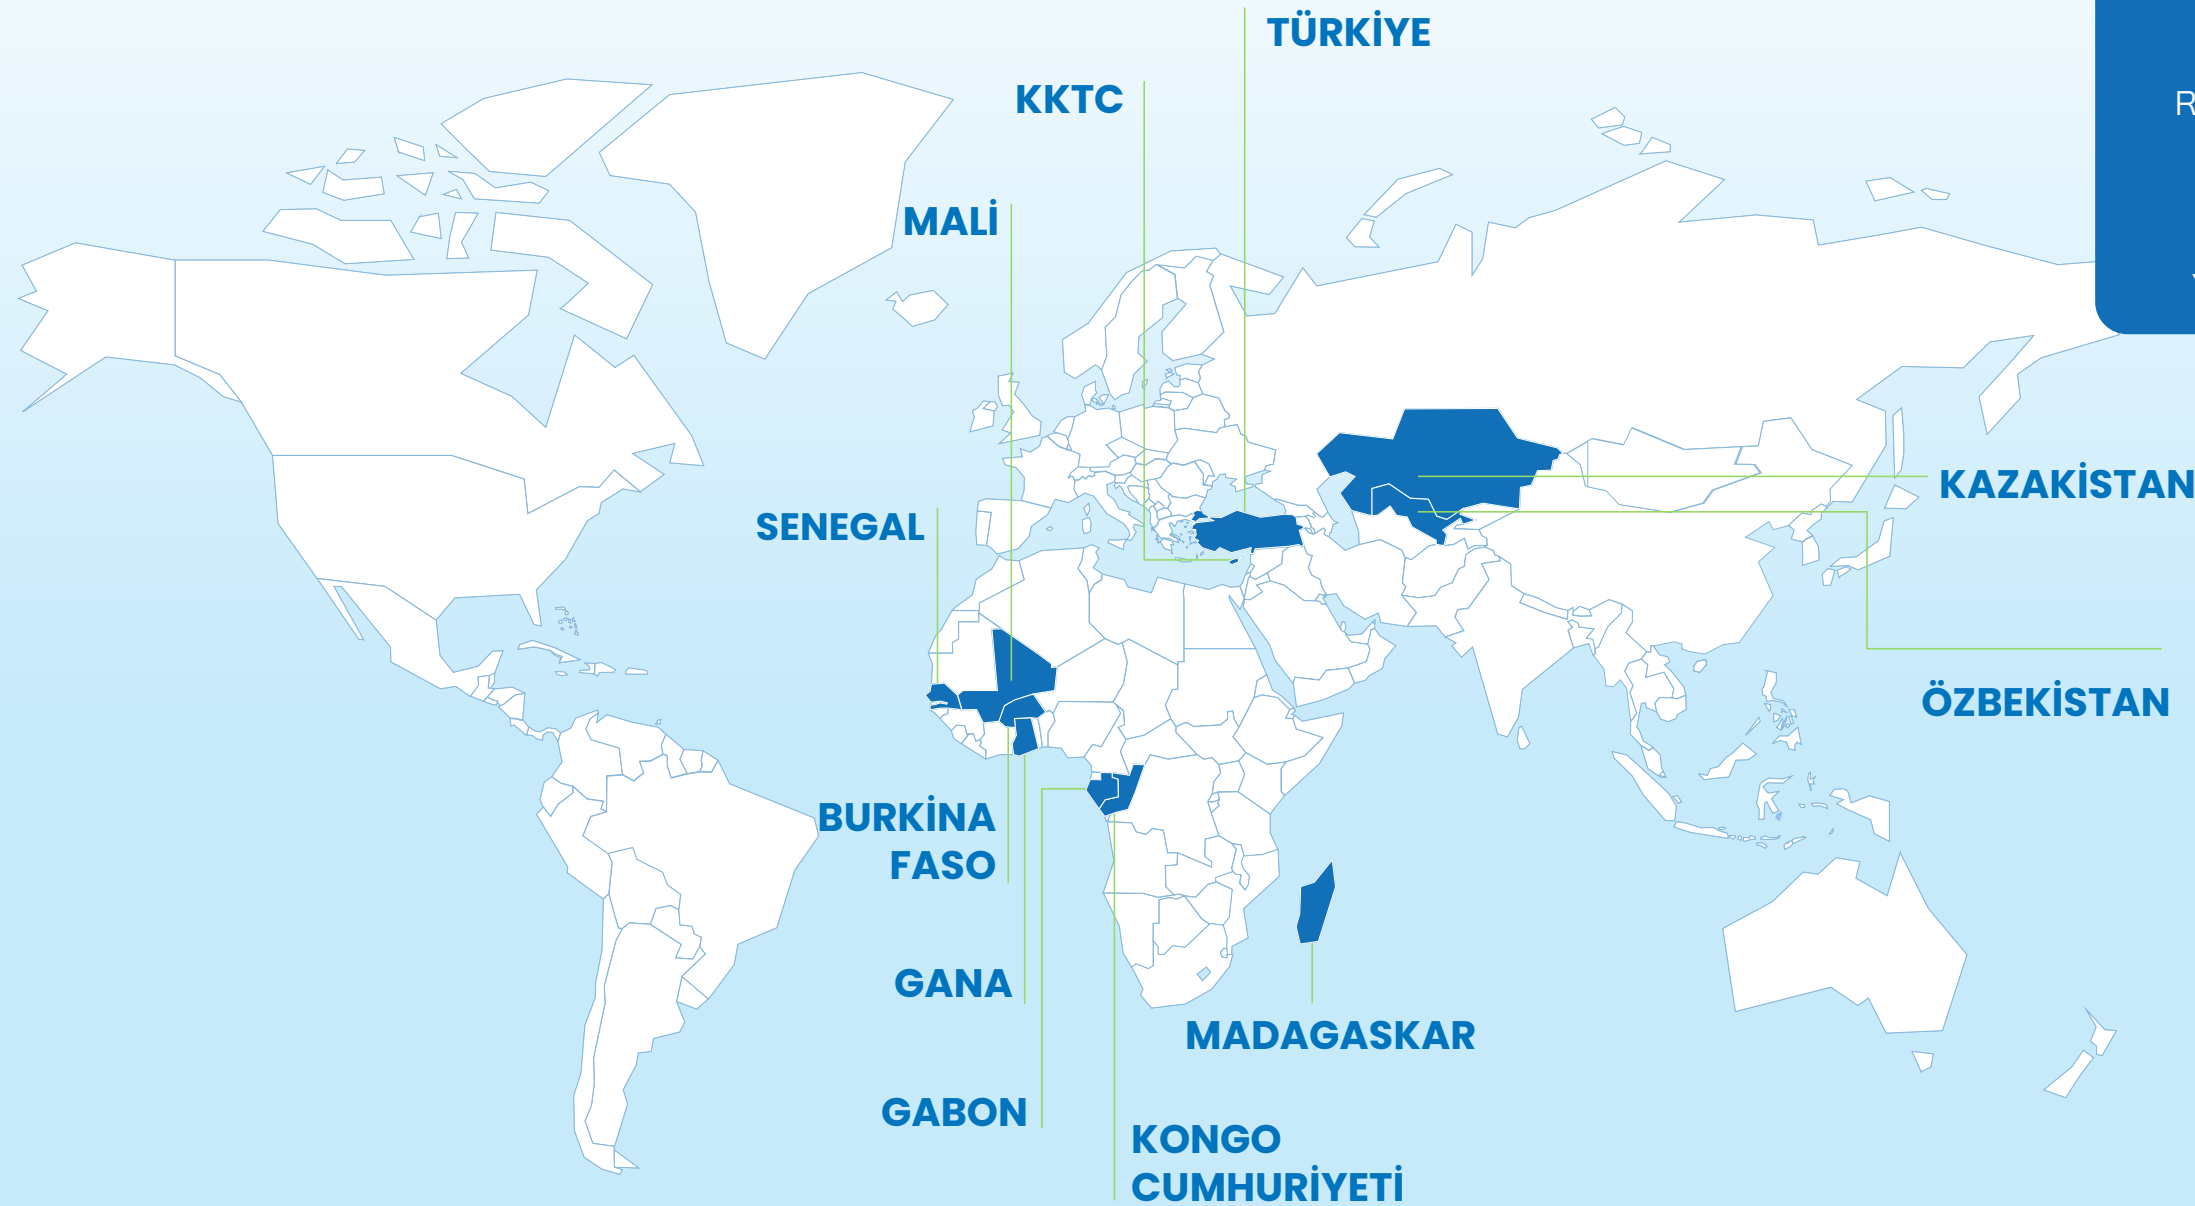 TÜRKİYE
KKTC
MALİ
KAZAKİSTAN
SENEGAL
ÖZBEKİSTAN
BURKİNA
FASO
GANA
MADAGASKAR
GABON
KONGO
CUMHURİYETİ